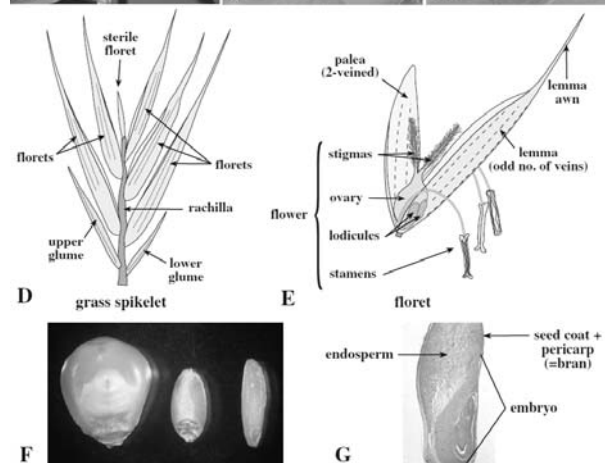 sterile
floret
florets
florets
rachilla
upper
glume
lower
glume
D
grass spikelet
palea
(2-veined)
lemma
awn
stigmas
lemma
(odd no. of veins)
ovary
flower
lodicules
stamens
E
floret
F
endosperm
seed coat +
pericarp
(=bran)
embryo
G